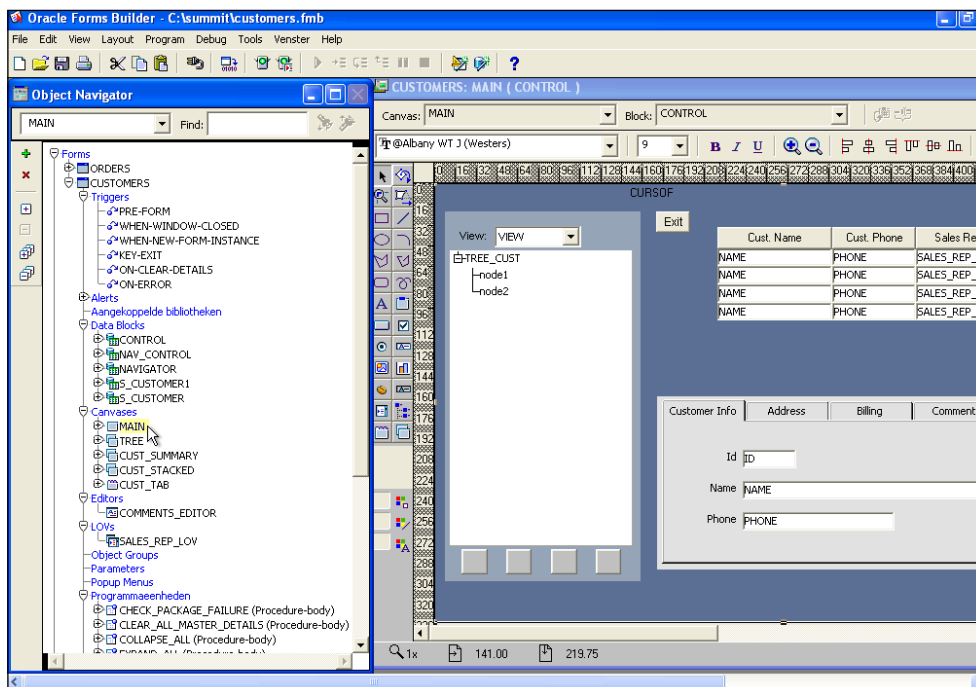 Oracle Forms Builder - C:\summit\customers.fmb
File Edit View Layout Program Debug Tools Venster Help
Object Navigator
MAIN Find:
Forms
ORDERS
CUSTOMERS
Triggers
PRE-FORM
WHEN-WINDOW-CLOSED
WHEN-NEW-FORM-INSTANCE
KEY-EXIT
ON-CLEAR-DETAILS
ON-ERROR
Alerts
Aangekoppelde bibliotheken
Data Blocks
CONTROL
NAV_CONTROL
NAVIGATOR
S_CUSTOMER1
S_CUSTOMER
Canvases
MAIN
TREE
CUST_SUMMARY
CUST_STACKED
CUST_TAB
Editors
COMMENTS_EDITOR
LOVs
SALES_REP_LOV
Object Groups
Parameters
Popup Menus
Programmaeenheden
CHECK_PACKAGE_FAILURE (Procedure-body)
CLEAR_ALL_MASTER_DETAILS (Procedure-body)
COLLAPSE_ALL (Procedure-body)
EXPAND_ALL (Procedure-body)
CUSTOMERS: MAIN ( CONTROL )
Canvas: MAIN Block: CONTROL
@Albany WT J (Westers) 9 B I U
CURSOF
Exit
View: VIEW
TREE_CUST
node1
node2
Cust. Name Cust. Phone Sales Re
NAME PHONE SALES_REP_
NAME PHONE SALES_REP_
NAME PHONE SALES_REP_
NAME PHONE SALES_REP_
Customer Info Address Billing Comment
Id ID
Name NAME
Phone PHONE
1x 141.00 219.75